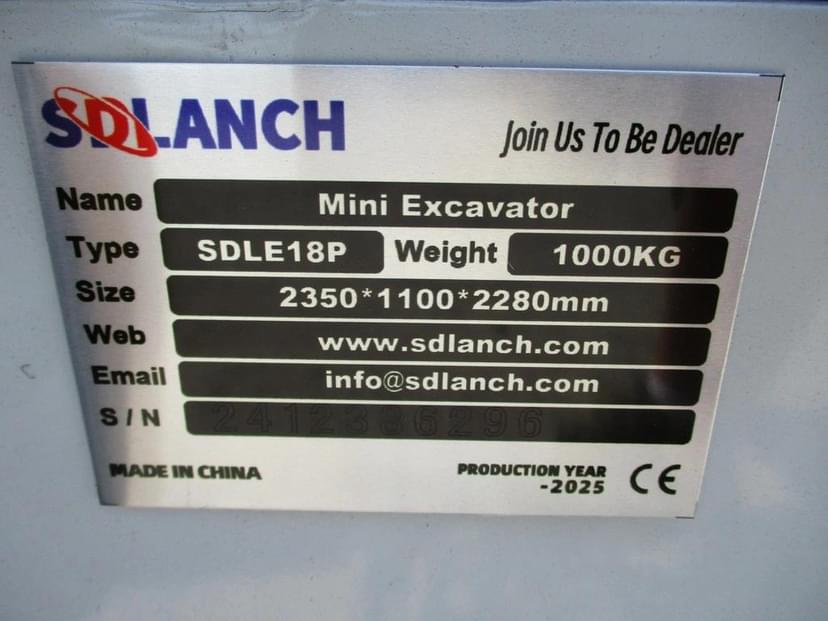 SDLANCH
Join Us To Be Dealer
Name Mini Excavator
Type SDLE18P Weight 1000KG
Size 2350*1100*2280mm
Web www.sdlanch.com
Email info@sdlanch.com
S/N 2412386296
MADE IN CHINA
PRODUCTION YEAR
-2025
CE